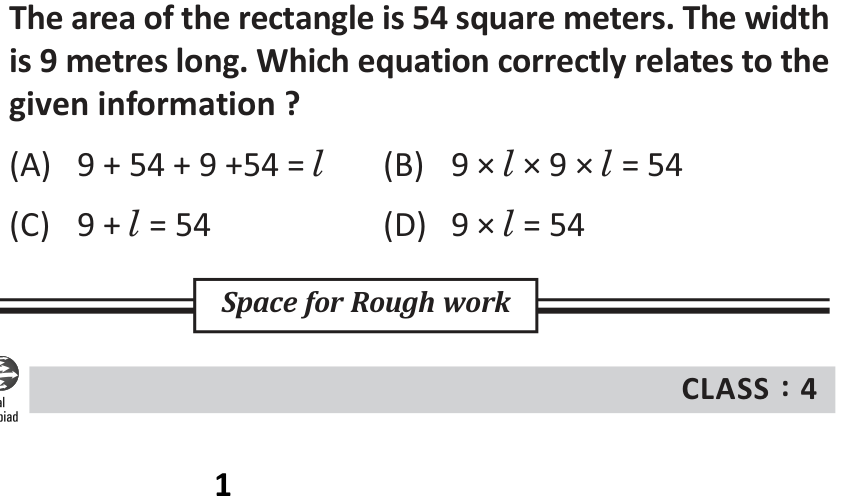 The area of the rectangle is 54 square meters. The width
is 9 metres long. Which equation correctly relates to the
given information ?
(A) 9 + 54 + 9 +54 = l (B) 9 × l × 9 × l = 54
(C) 9 + l = 54 (D) 9 × l = 54
Space for Rough work
CLASS : 4
1